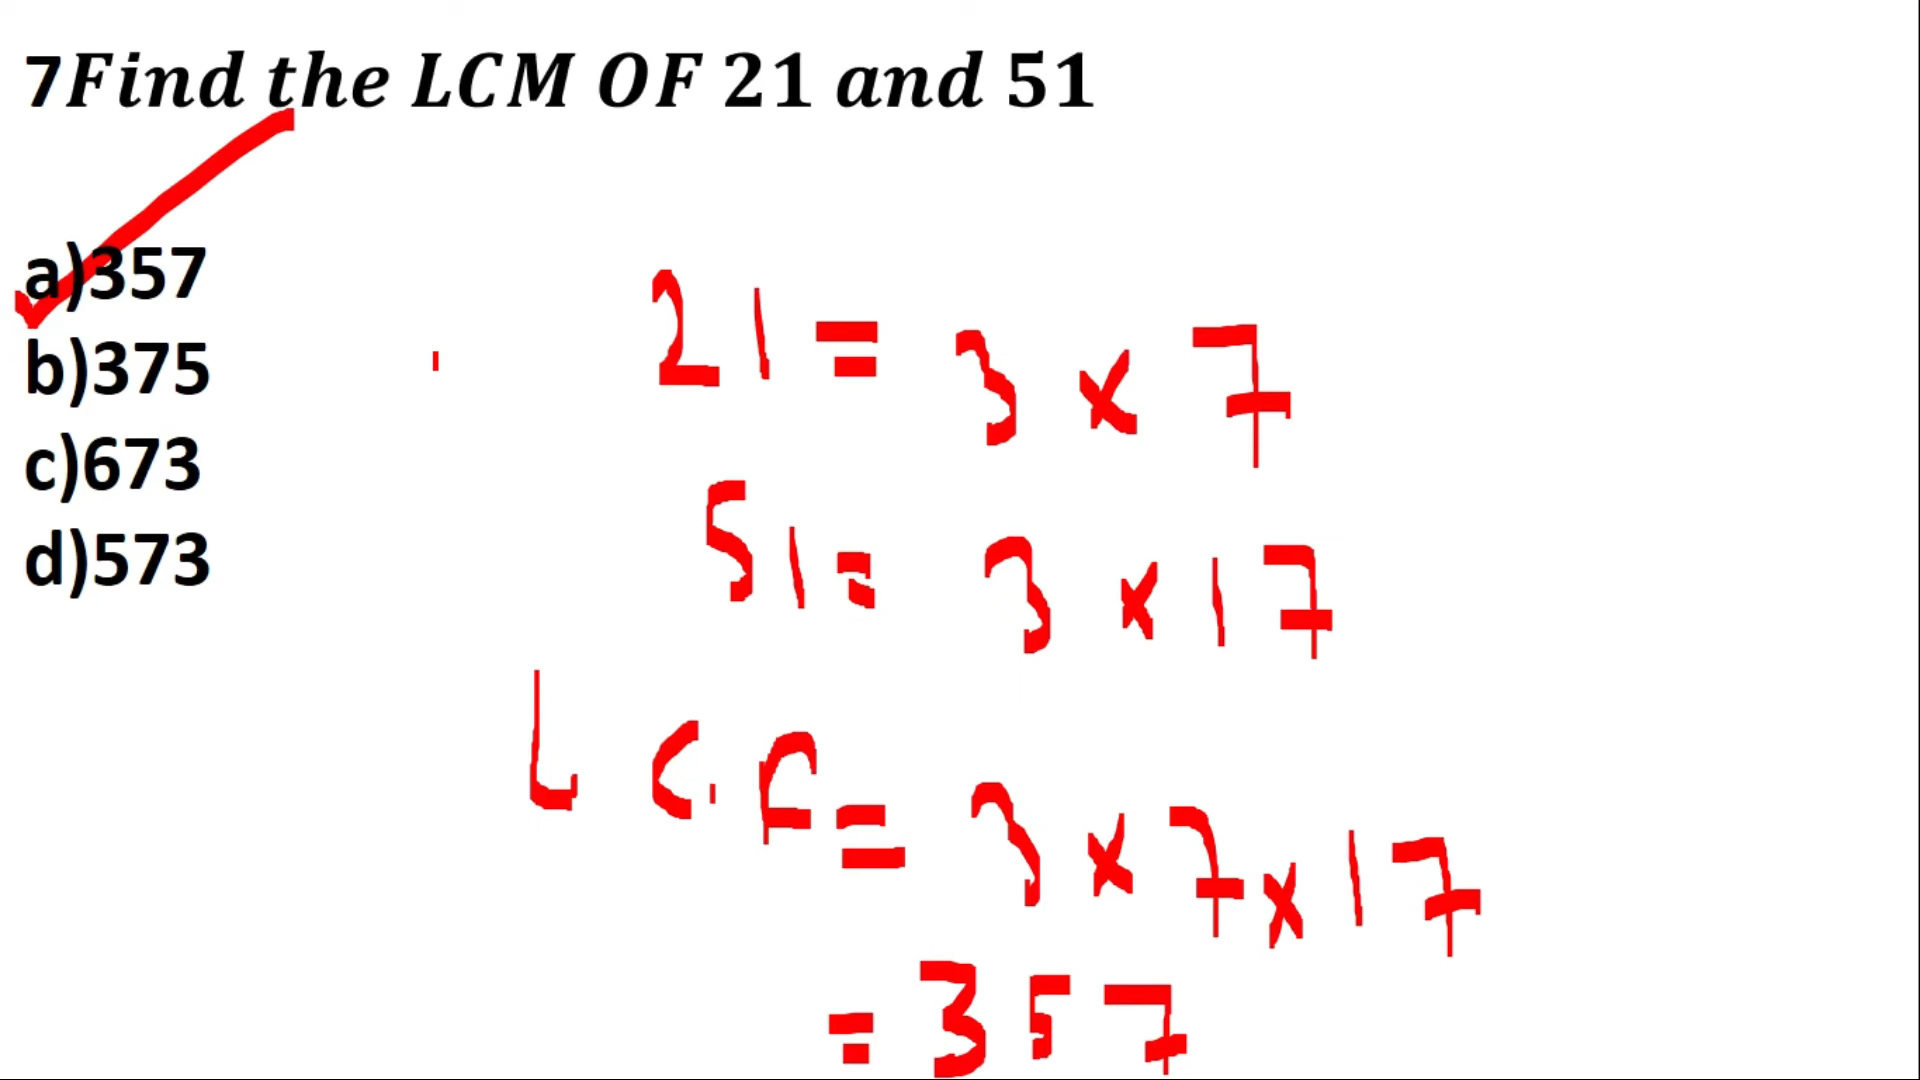 7Find the LCM OF 21 and 51
a)357
b)375
c)673
d)573
21 = 3 × 7
51 = 3 × 17
L C.F = 3 × 7 × 17
= 357